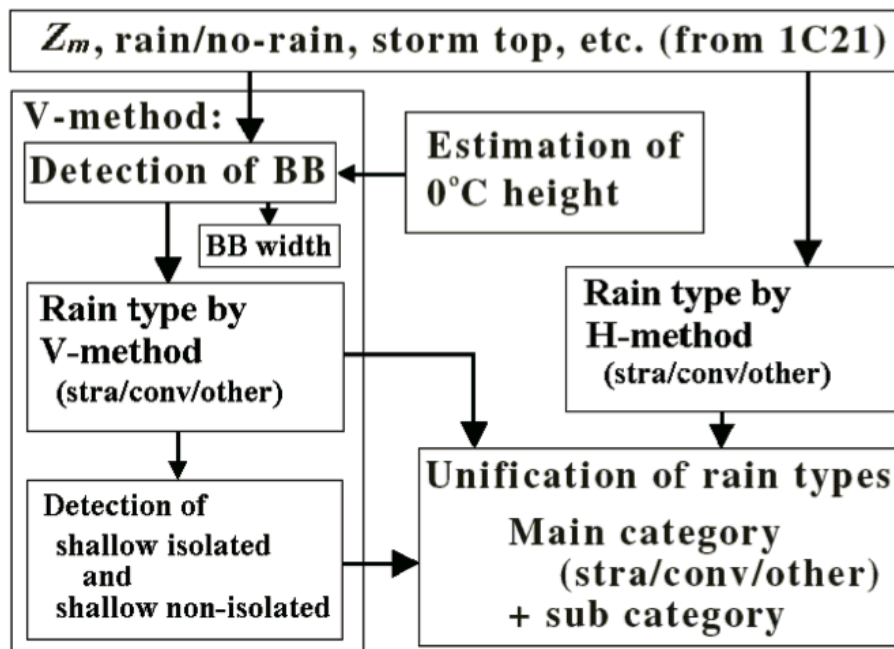 Zm, rain/no-rain, storm top, etc. (from 1C21)
V-method:
Detection of BB
BB width
Estimation of
0°C height
Rain type by
V-method
(stra/conv/other)
Rain type by
H-method
(stra/conv/other)
Detection of
shallow isolated
and
shallow non-isolated
Unification of rain types
Main category
(stra/conv/other)
+ sub category